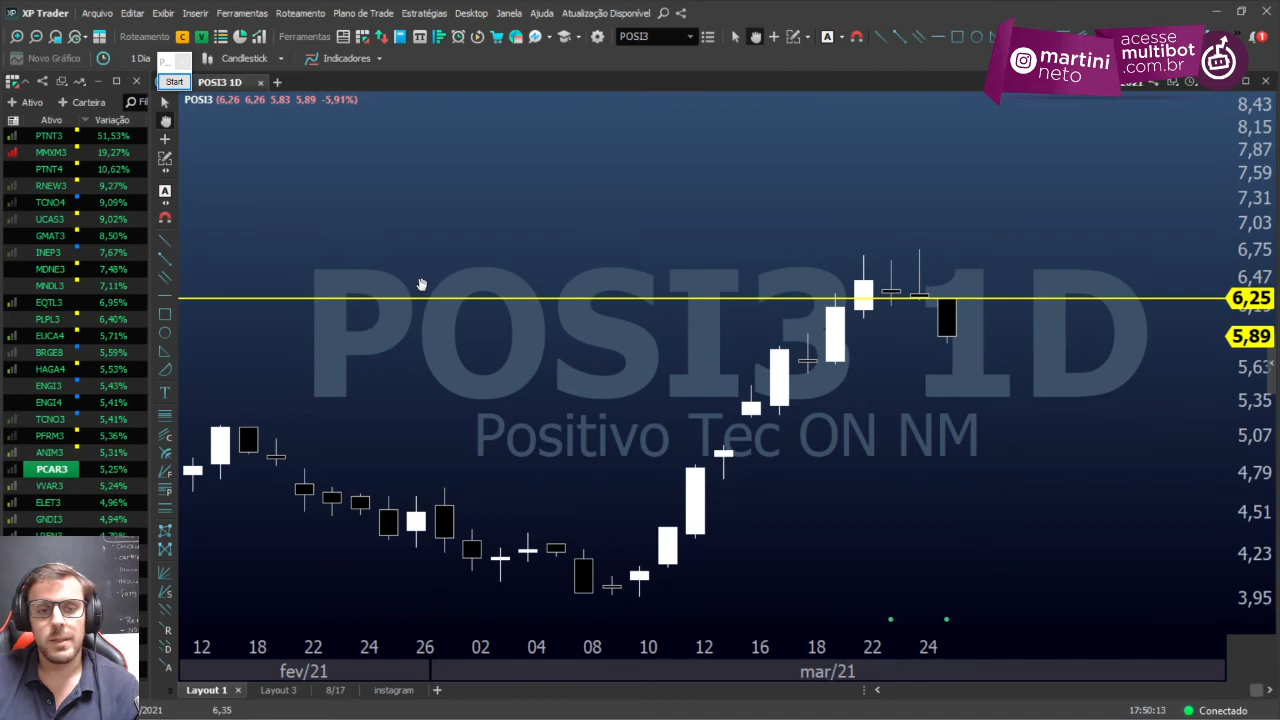 XP Trader Arquivo Editar Exibir Inserir Ferramentas Roteamento Plano de Trade Estratégias Desktop Janela Ajuda Atualização Disponível
Roteamento C V Ferramentas POSI3 A
martini
neto
acesse
multibot
.com.br
Novo Gráfico 1 Dia P... Candlestick Indicadores
Start POSI3 1D
Ativo Carteira Fil
POSI3 (6,26 6,26 5,83 5,89 -5,91%)
Ativo Variação
PTNT3 51,53%
MMXM3 19,27%
PTNT4 10,62%
RNEW3 9,27%
TCNO4 9,09%
UCAS3 9,02%
GMAT3 8,50%
INEP3 7,67%
MDNE3 7,48%
MNDL3 7,11%
EQTL3 6,95%
PLPL3 6,40%
EUCA4 5,71%
BRGE8 5,59%
HAGA4 5,53%
ENGI3 5,43%
ENGI4 5,41%
TCNO3 5,41%
PFRM3 5,36%
ANIM3 5,31%
PCAR3 5,25%
VVAR3 5,24%
ELET3 4,96%
GNDI3 4,94%
POSI3 1D
Positivo Tec ON NM
8,43
8,15
7,87
7,59
7,31
7,03
6,75
6,47
6,25
5,89
5,63
5,35
5,07
4,79
4,51
4,23
3,95
12 18 22 24 26 02 04 08 10 12 16 18 22 24
fev/21 mar/21
Layout 1 Layout 3 8/17 instagram
/2021 6,35 17:50:13 Conectado